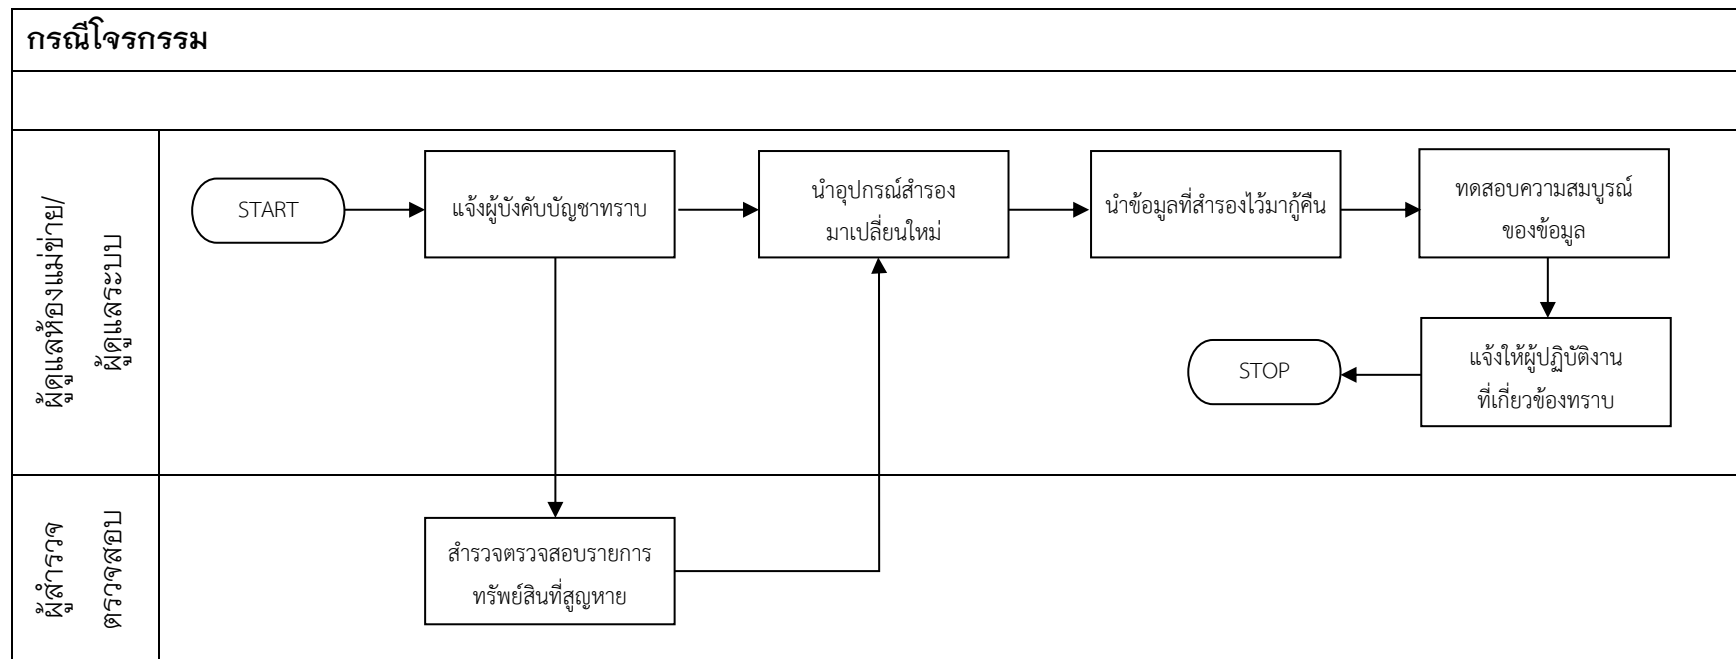 กรณีโจรกรรม
ผู้ดูแลห้องแม่ข่าย/
ผู้ดูแลระบบ
START
แจ้งผู้บังคับบัญชาทราบ
นำอุปกรณ์สำรอง
มาเปลี่ยนใหม่
นำข้อมูลที่สำรองไว้มากู้คืน
ทดสอบความสมบูรณ์
ของข้อมูล
แจ้งให้ผู้ปฏิบัติงาน
ที่เกี่ยวข้องทราบ
STOP
ผู้สำรวจ
ตรวจสอบ
สำรวจตรวจสอบรายการ
ทรัพย์สินที่สูญหาย